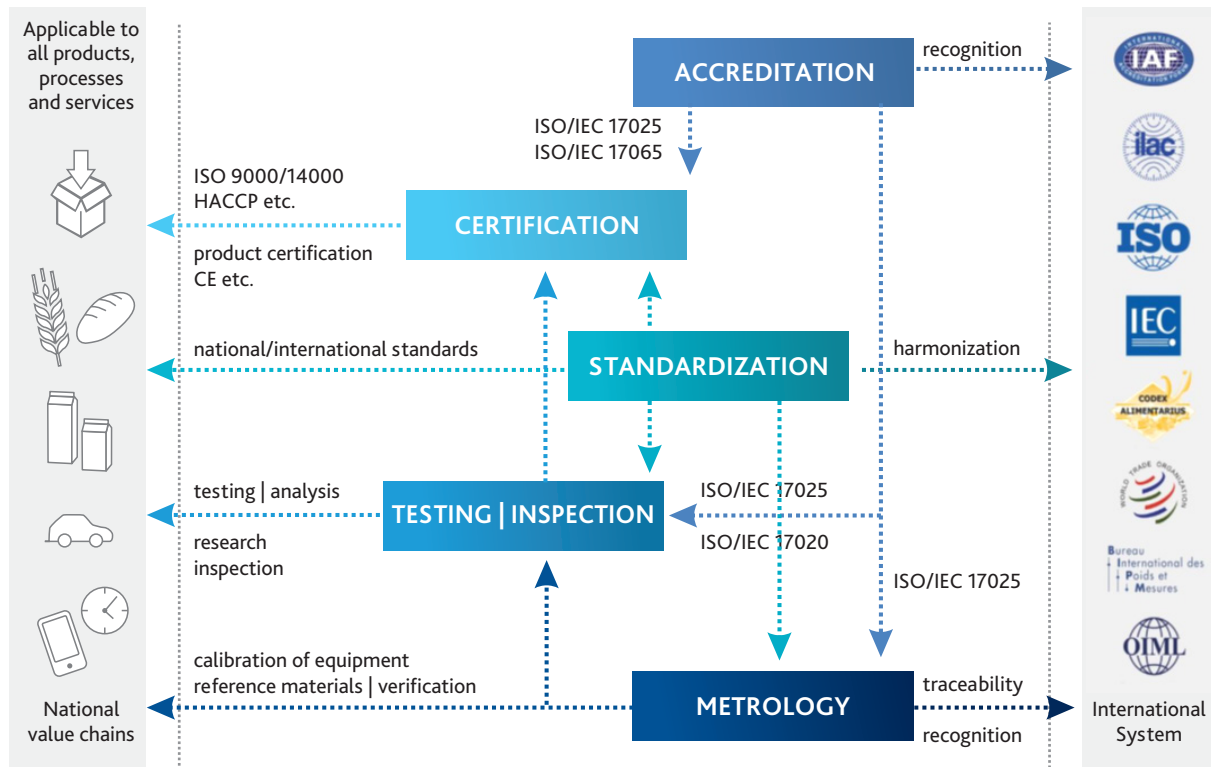 Applicable to
all products,
processes
and services
National
value chains
ACCREDITATION
recognition
ISO/IEC 17025
ISO/IEC 17065
ISO 9000/14000
HACCP etc.
CERTIFICATION
product certification
CE etc.
national/international standards
STANDARDIZATION
harmonization
testing | analysis
TESTING | INSPECTION
research
inspection
ISO/IEC 17025
ISO/IEC 17020
ISO/IEC 17025
calibration of equipment
reference materials | verification
METROLOGY
traceability
recognition
INTERNATIONAL
IAF
ACCREDITATION FORUM
ilac
ISO
IEC
CODEX
ALIMENTARIUS
WORLD TRADE ORGANIZATION
Bureau
International des
Poids et
Mesures
OIML
International
System